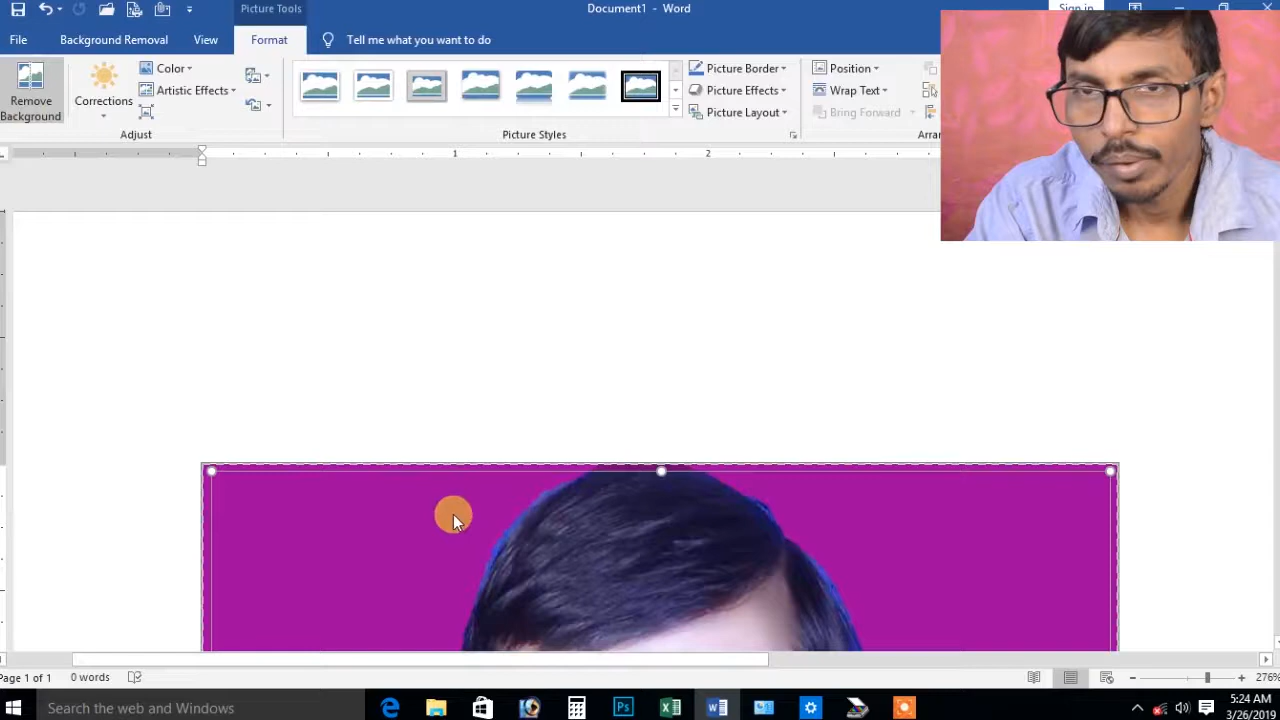 Picture Tools
Document1 - Word
Sign in
File
Background Removal
View
Format
Tell me what you want to do
Remove
Background
Corrections
Color
Artistic Effects
Adjust
Picture Styles
Picture Border
Picture Effects
Picture Layout
Position
Wrap Text
Bring Forward
Arran
1
2
Page 1 of 1
0 words
276%
Search the web and Windows
5:24 AM
3/26/2019